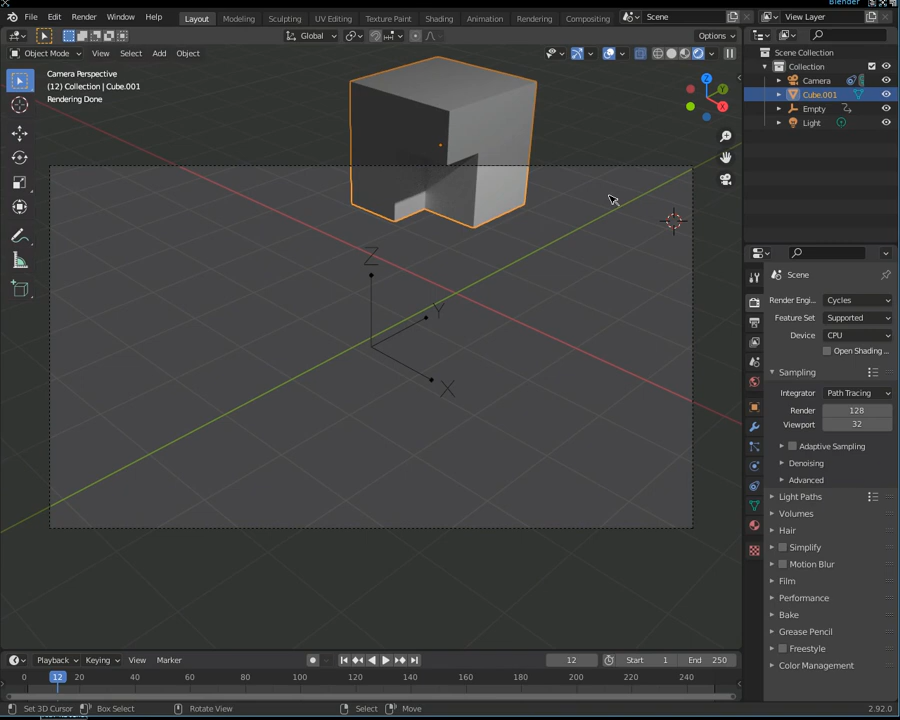 Blender
File Edit Render Window Help
Layout Modeling Sculpting UV Editing Texture Paint Shading Animation Rendering Compositing
Scene
View Layer
Global
Options
Object Mode View Select Add Object
Camera Perspective
(12) Collection | Cube.001
Rendering Done
Z
Y
X
Z
Y
X
Scene Collection
Collection
Camera
Cube.001
Empty
Light
Scene
Render Engi... Cycles
Feature Set Supported
Device CPU
Open Shading ...
Sampling
Integrator Path Tracing
Render 128
Viewport 32
Adaptive Sampling
Denoising
Advanced
Light Paths
Volumes
Hair
Simplify
Motion Blur
Film
Performance
Bake
Grease Pencil
Freestyle
Color Management
Playback Keying View Marker 12 Start 1 End 250
0 12 20 40 60 80 100 120 140 160 180 200 220 240
Set 3D Cursor Box Select Rotate View Select Move 2.92.0